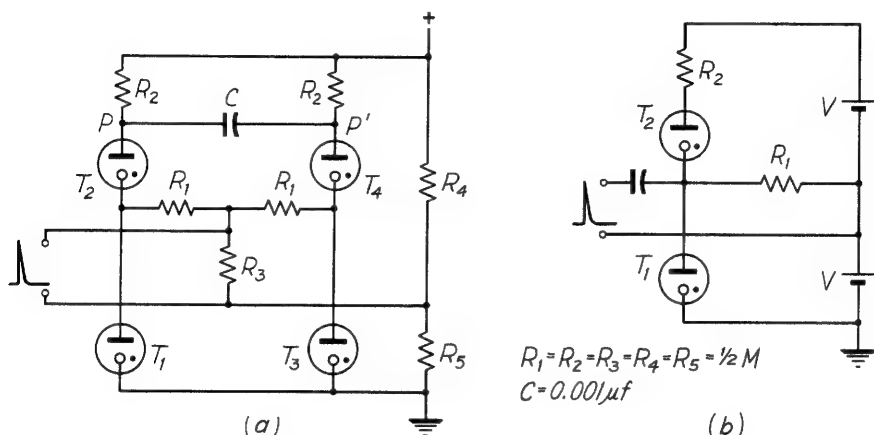 +
R₂
C
R₂
P
P'
T₂
R₁
R₁
T₄
R₄
R₃
T₁
T₃
R₅
(a)
R₂
T₂
V
R₁
T₁
V
R₁=R₂=R₃=R₄=R₅=½M
C=0.001μf
(b)